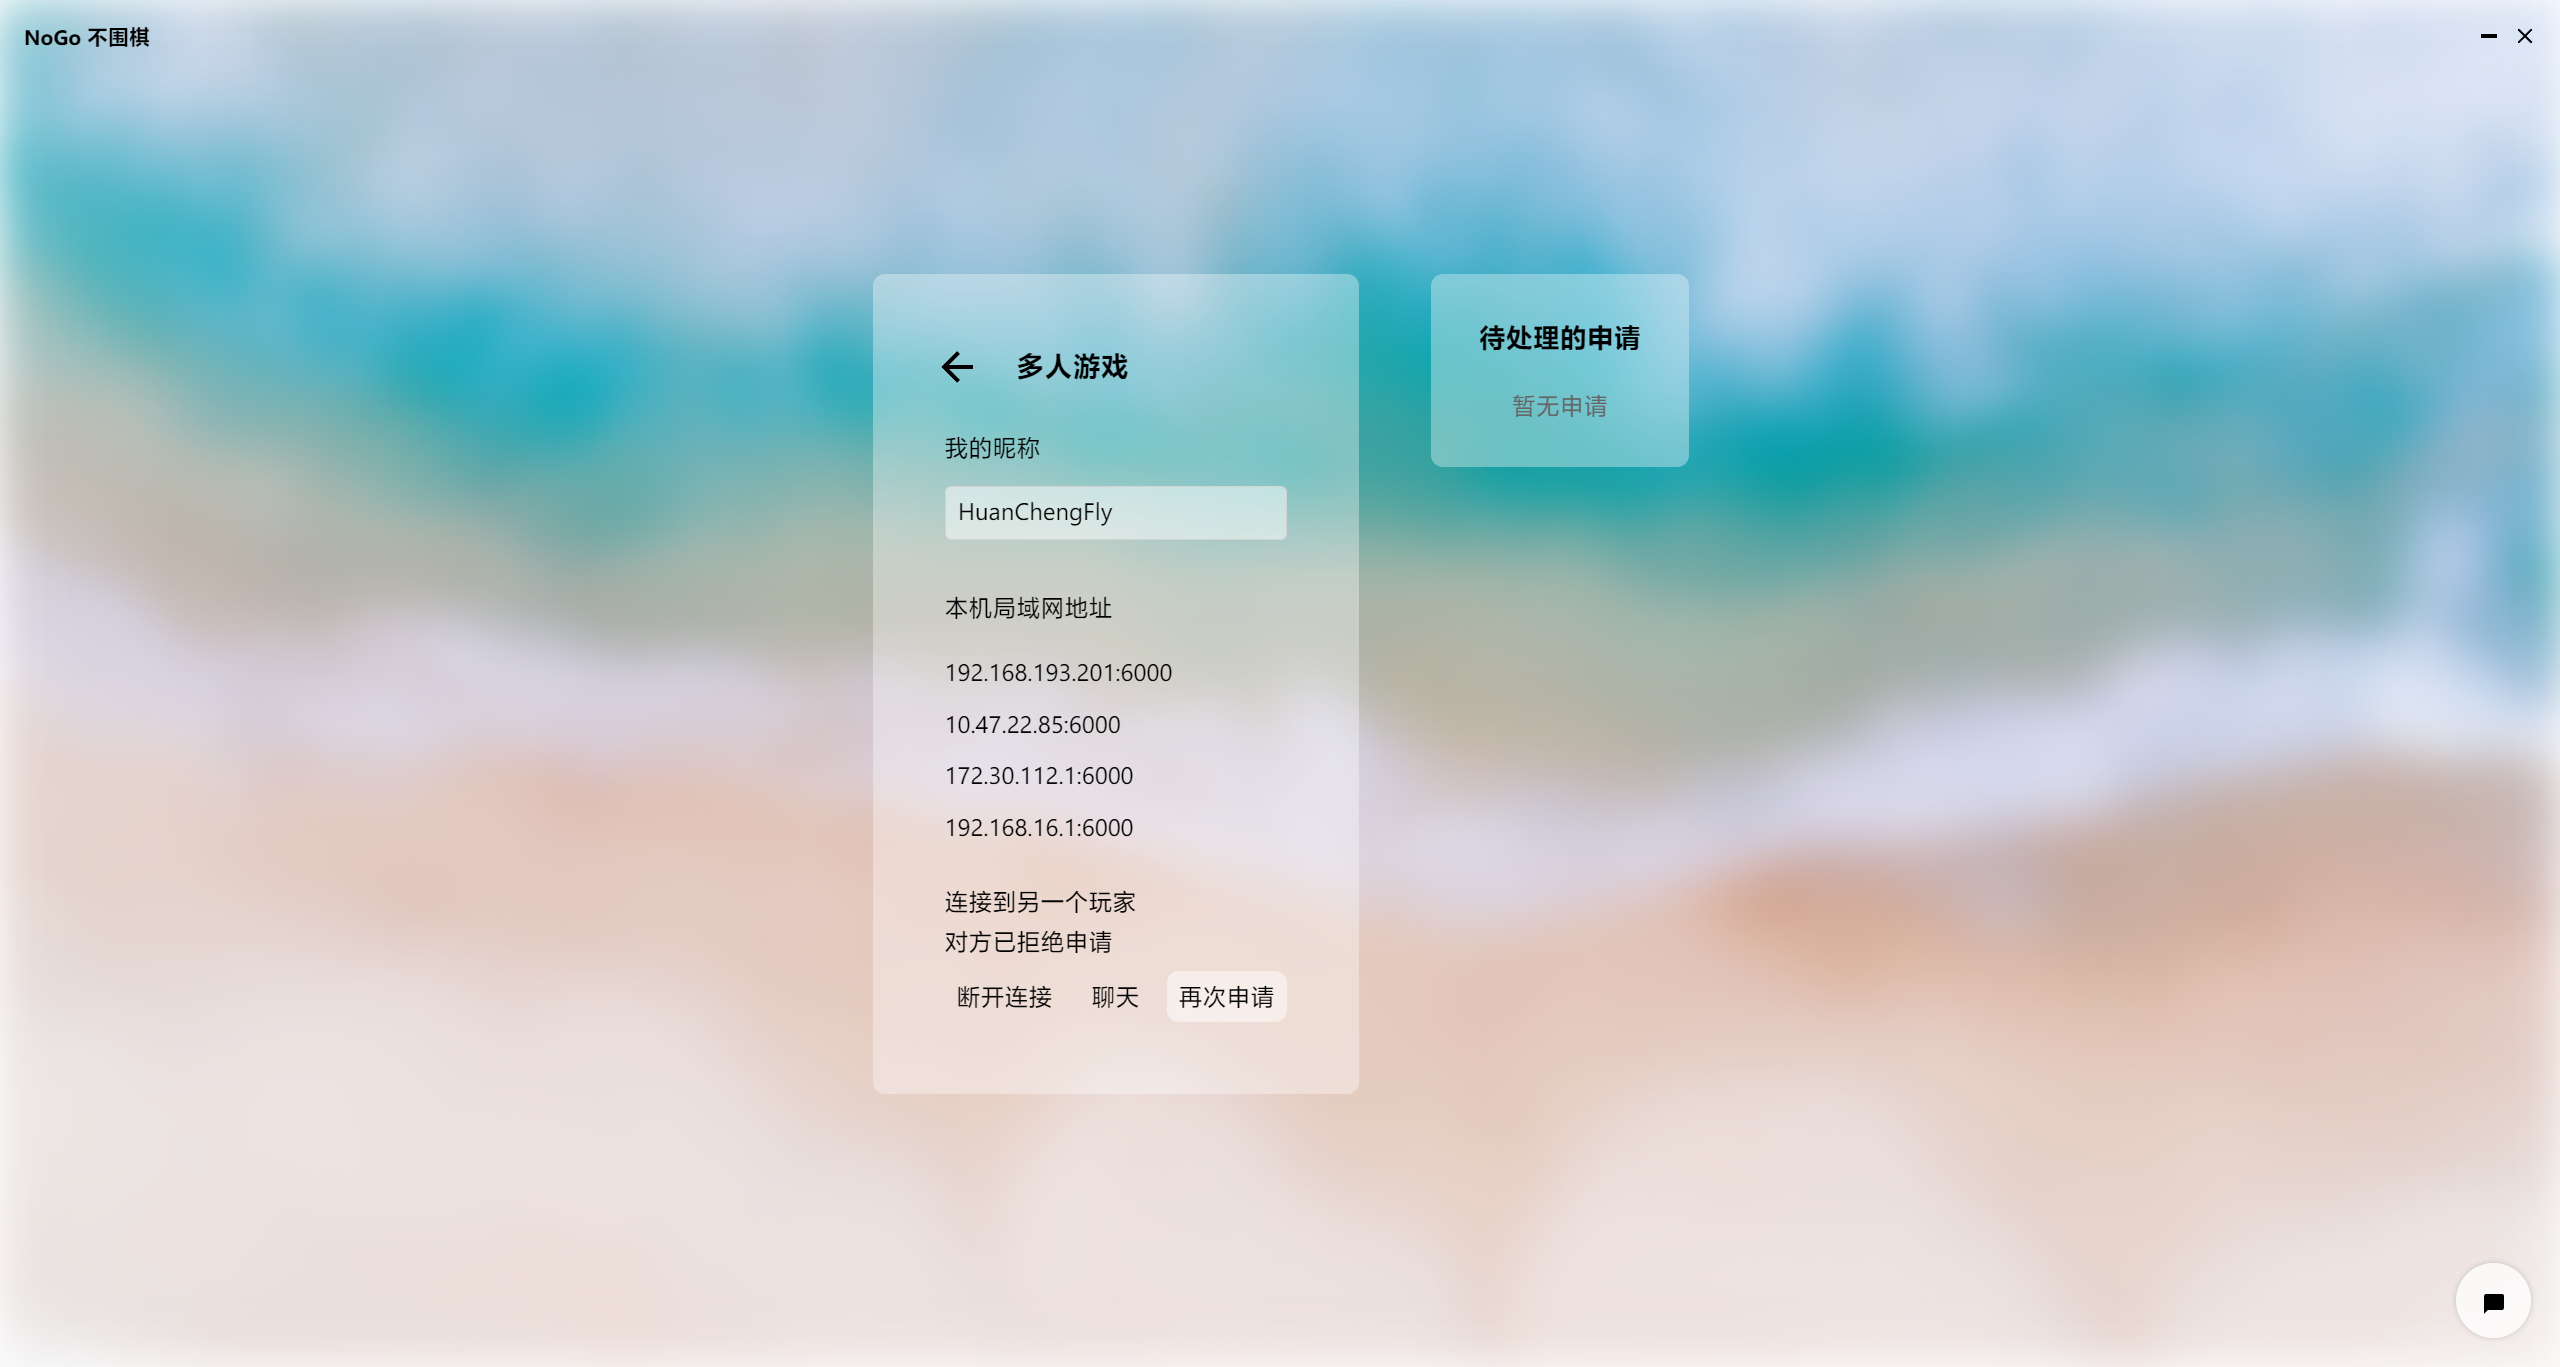 NoGo 不围棋
多人游戏
我的昵称
HuanChengFly
本机局域网地址
192.168.193.201:6000
10.47.22.85:6000
172.30.112.1:6000
192.168.16.1:6000
连接到另一个玩家
对方已拒绝申请
断开连接 聊天 再次申请
待处理的申请
暂无申请